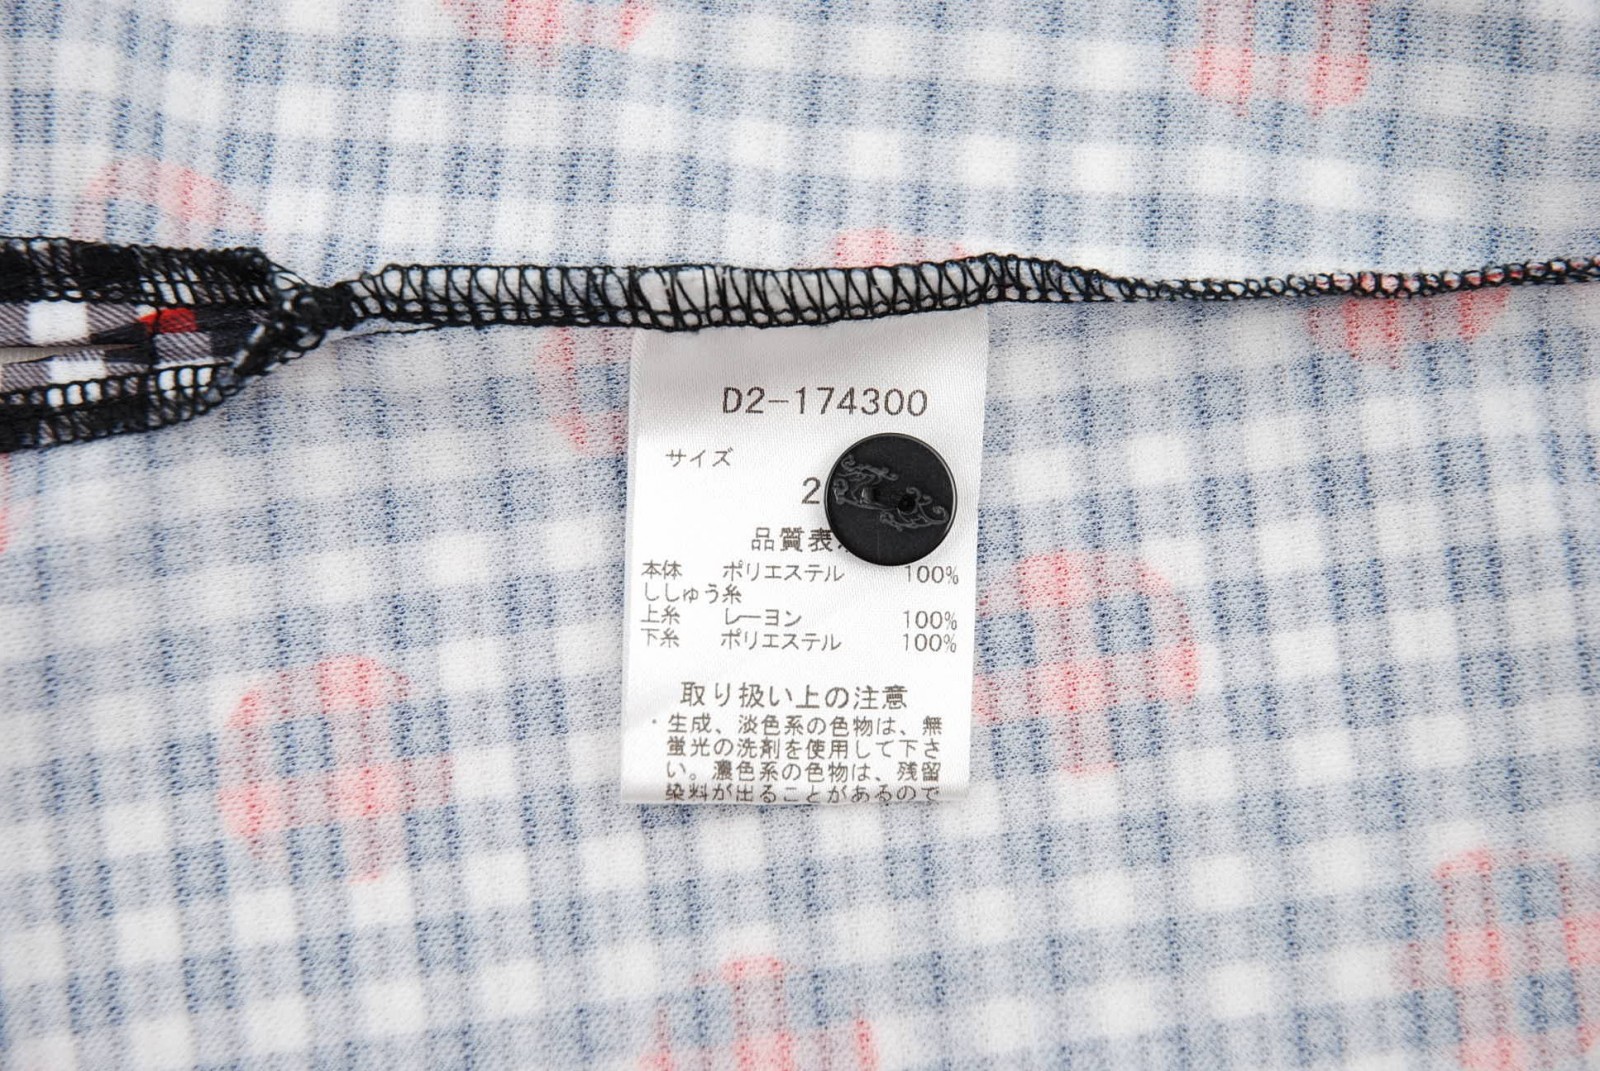 D2-174300
サイズ
2
品質表
本体 ポリエステル 100%
ししゅう糸
上糸 レーヨン 100%
下糸 ポリエステル 100%
取り扱い上の注意
・生成、淡色系の色物は、無
蛍光の洗剤を使用して下さ
い。濃色系の色物は、残留
染料が出ることがあるので